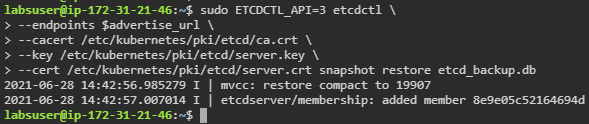 labsuser@ip-172-31-21-46:~$ sudo ETCDCTL_API=3 etcdctl \
> --endpoints $advertise_url \
> --cacert /etc/kubernetes/pki/etcd/ca.crt \
> --key /etc/kubernetes/pki/etcd/server.key \
> --cert /etc/kubernetes/pki/etcd/server.crt snapshot restore etcd_backup.db
2021-06-28 14:42:56.985279 I | mvcc: restore compact to 19907
2021-06-28 14:42:57.007014 I | etcdserver/membership: added member 8e9e05c52164694d
labsuser@ip-172-31-21-46:~$